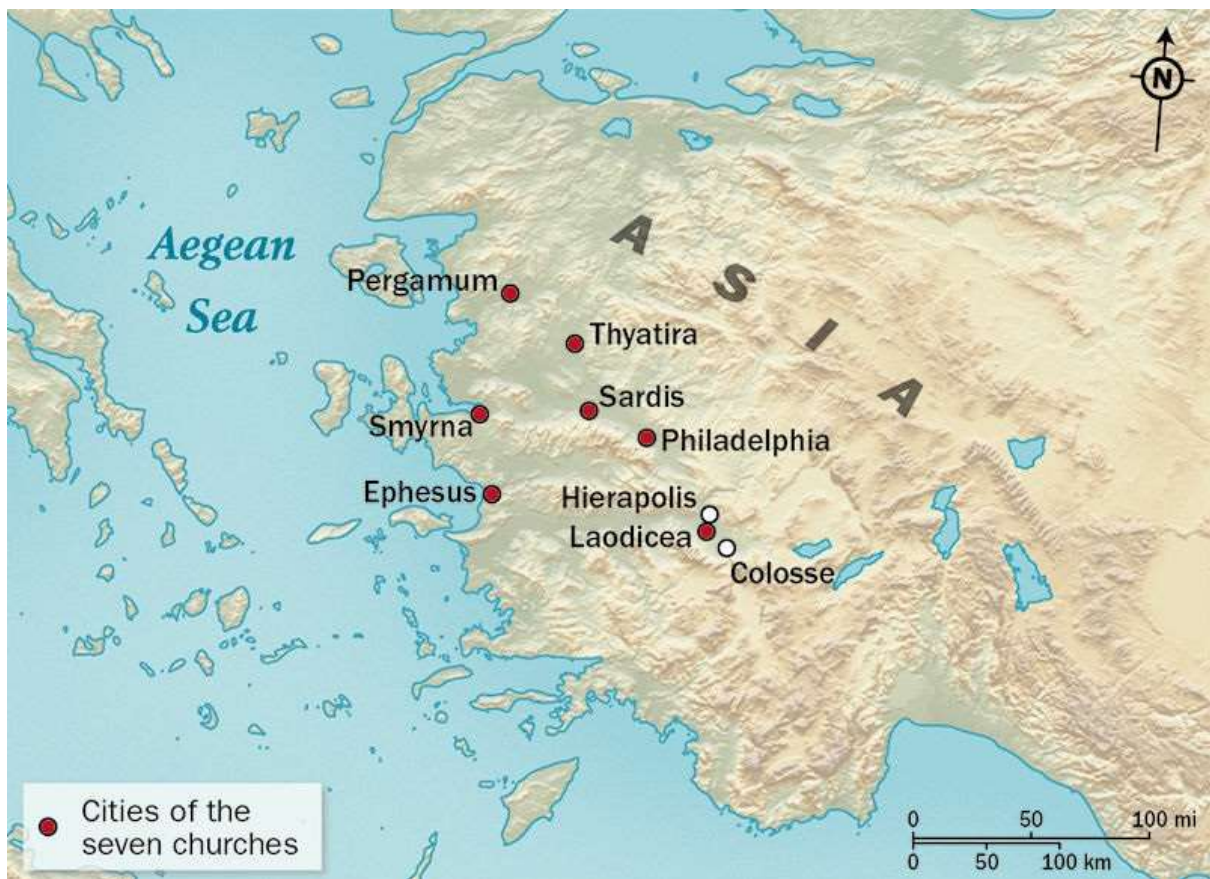 N
Aegean
Sea
ASIA
Pergamum
Thyatira
Sardis
Smyrna
Philadelphia
Ephesus
Hierapolis
Laodicea
Colosse
Cities of the
seven churches
0 50 100 mi
0 50 100 km